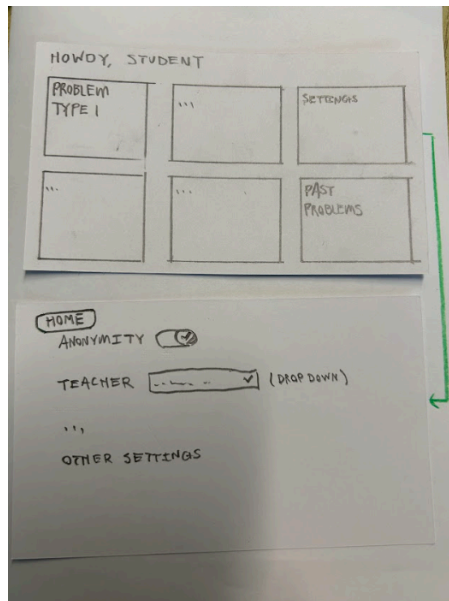 HOWDY, STUDENT
PROBLEM
TYPE 1
...
SETTINGS
...
...
PAST
PROBLEMS
HOME
ANONYMITY
TEACHER ....... (DROP DOWN)
...
OTHER SETTINGS